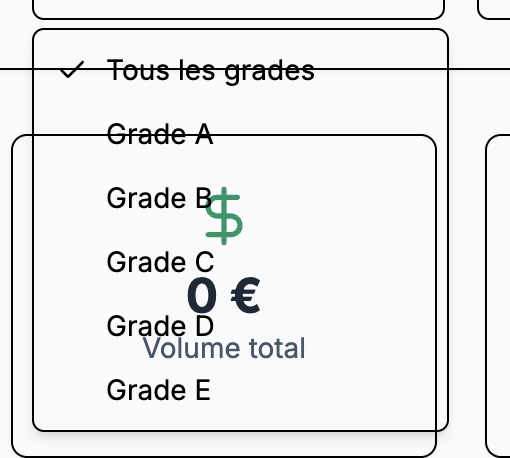 Tous les grades
Grade A
Grade B
$
Grade C
0 €
Grade D
Volume total
Grade E